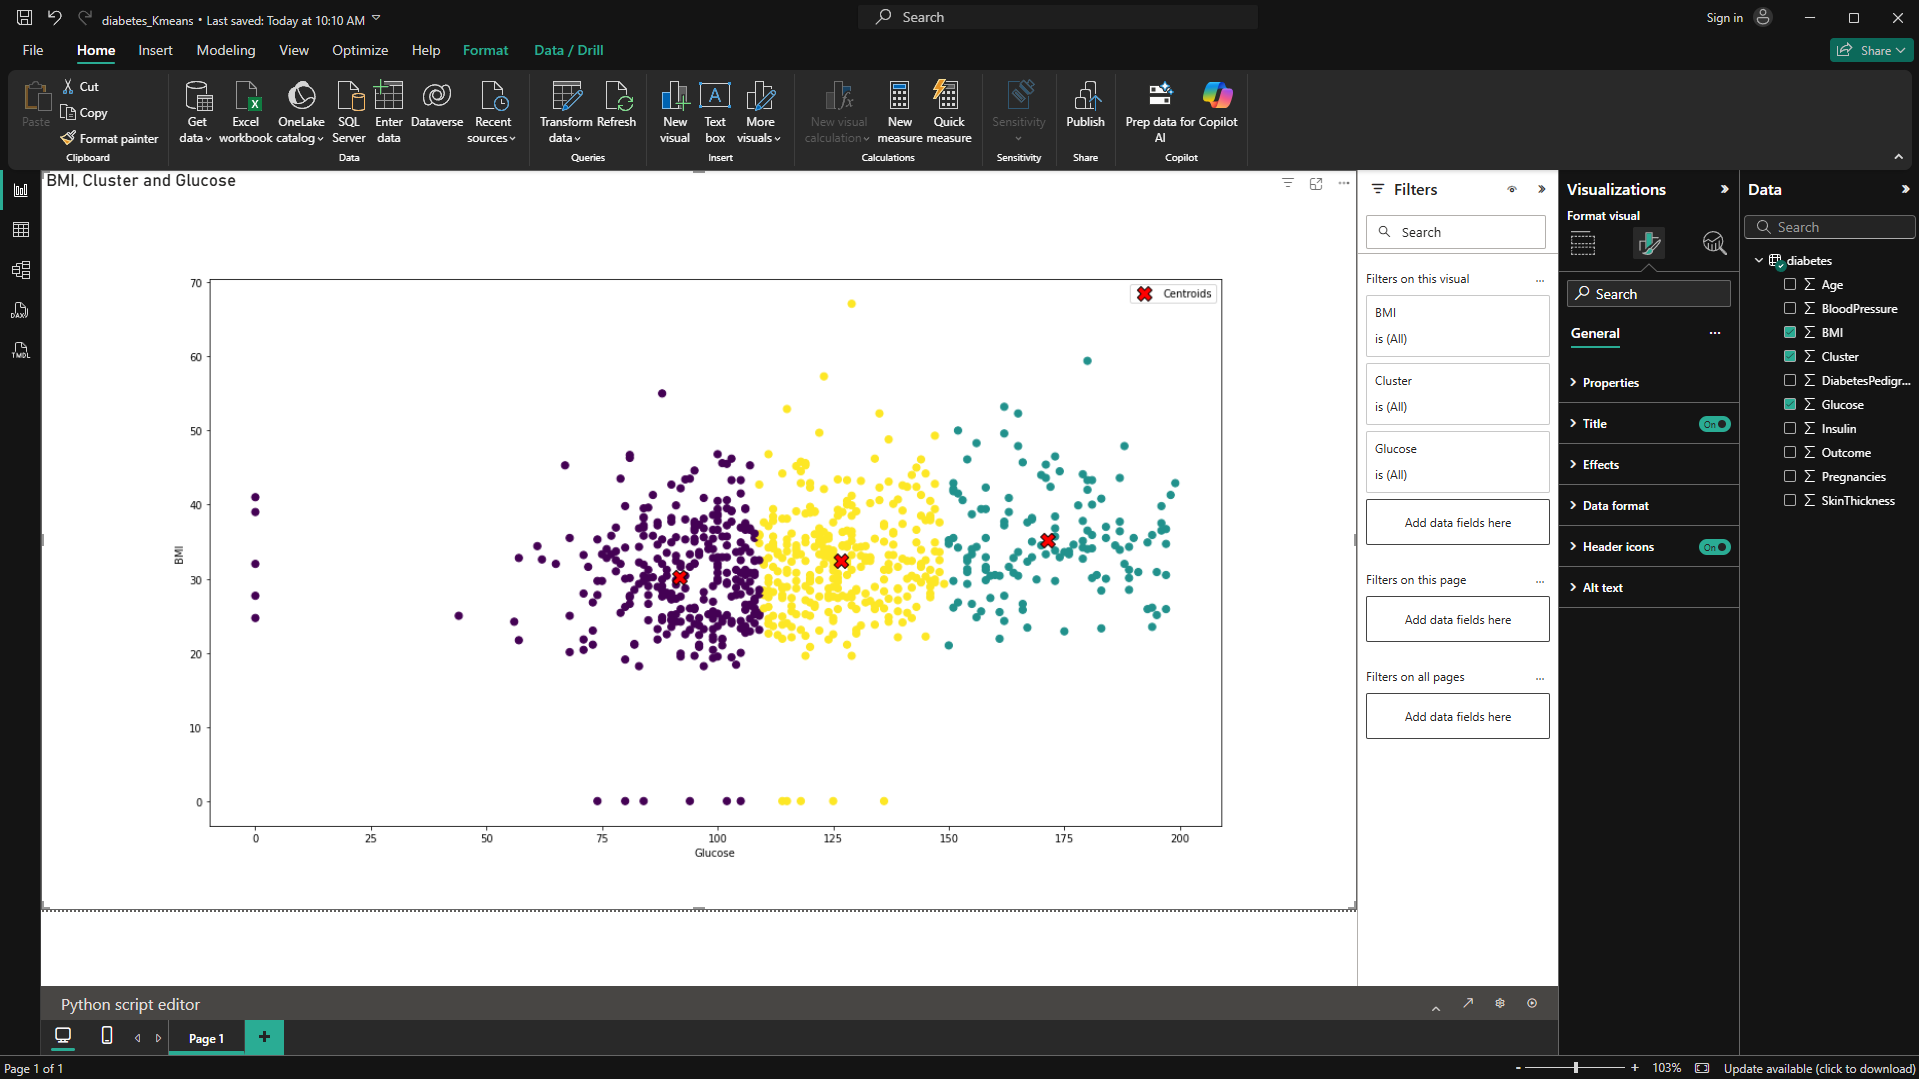 diabetes_Kmeans • Last saved: Today at 10:10 AM
Search
Sign in
File Home Insert Modeling View Optimize Help Format Data / Drill
Share
Paste
Cut
Copy
Format painter
Clipboard
Get data
Excel workbook
OneLake catalog
SQL Server
Enter data
Dataverse
Recent sources
Data
Transform data
Refresh
Queries
New visual
Text box
More visuals
Insert
New visual calculation
New measure
Quick measure
Calculations
Sensitivity
Sensitivity
Publish
Share
Prep data for AI
Copilot
Copilot
BMI, Cluster and Glucose
Centroids
70
60
50
40
30
20
10
0
BMI
0 25 50 75 100 125 150 175 200
Glucose
Filters
Search
Filters on this visual
BMI
is (All)
Cluster
is (All)
Glucose
is (All)
Add data fields here
Filters on this page
Add data fields here
Filters on all pages
Add data fields here
Visualizations
Format visual
Search
General
Properties
Title On
Effects
Data format
Header icons On
Alt text
Data
Search
diabetes
Age
BloodPressure
BMI
Cluster
DiabetesPedigr...
Glucose
Insulin
Outcome
Pregnancies
SkinThickness
DAX
TMDL
Python script editor
Page 1
Page 1 of 1
- + 103%
Update available (click to download)